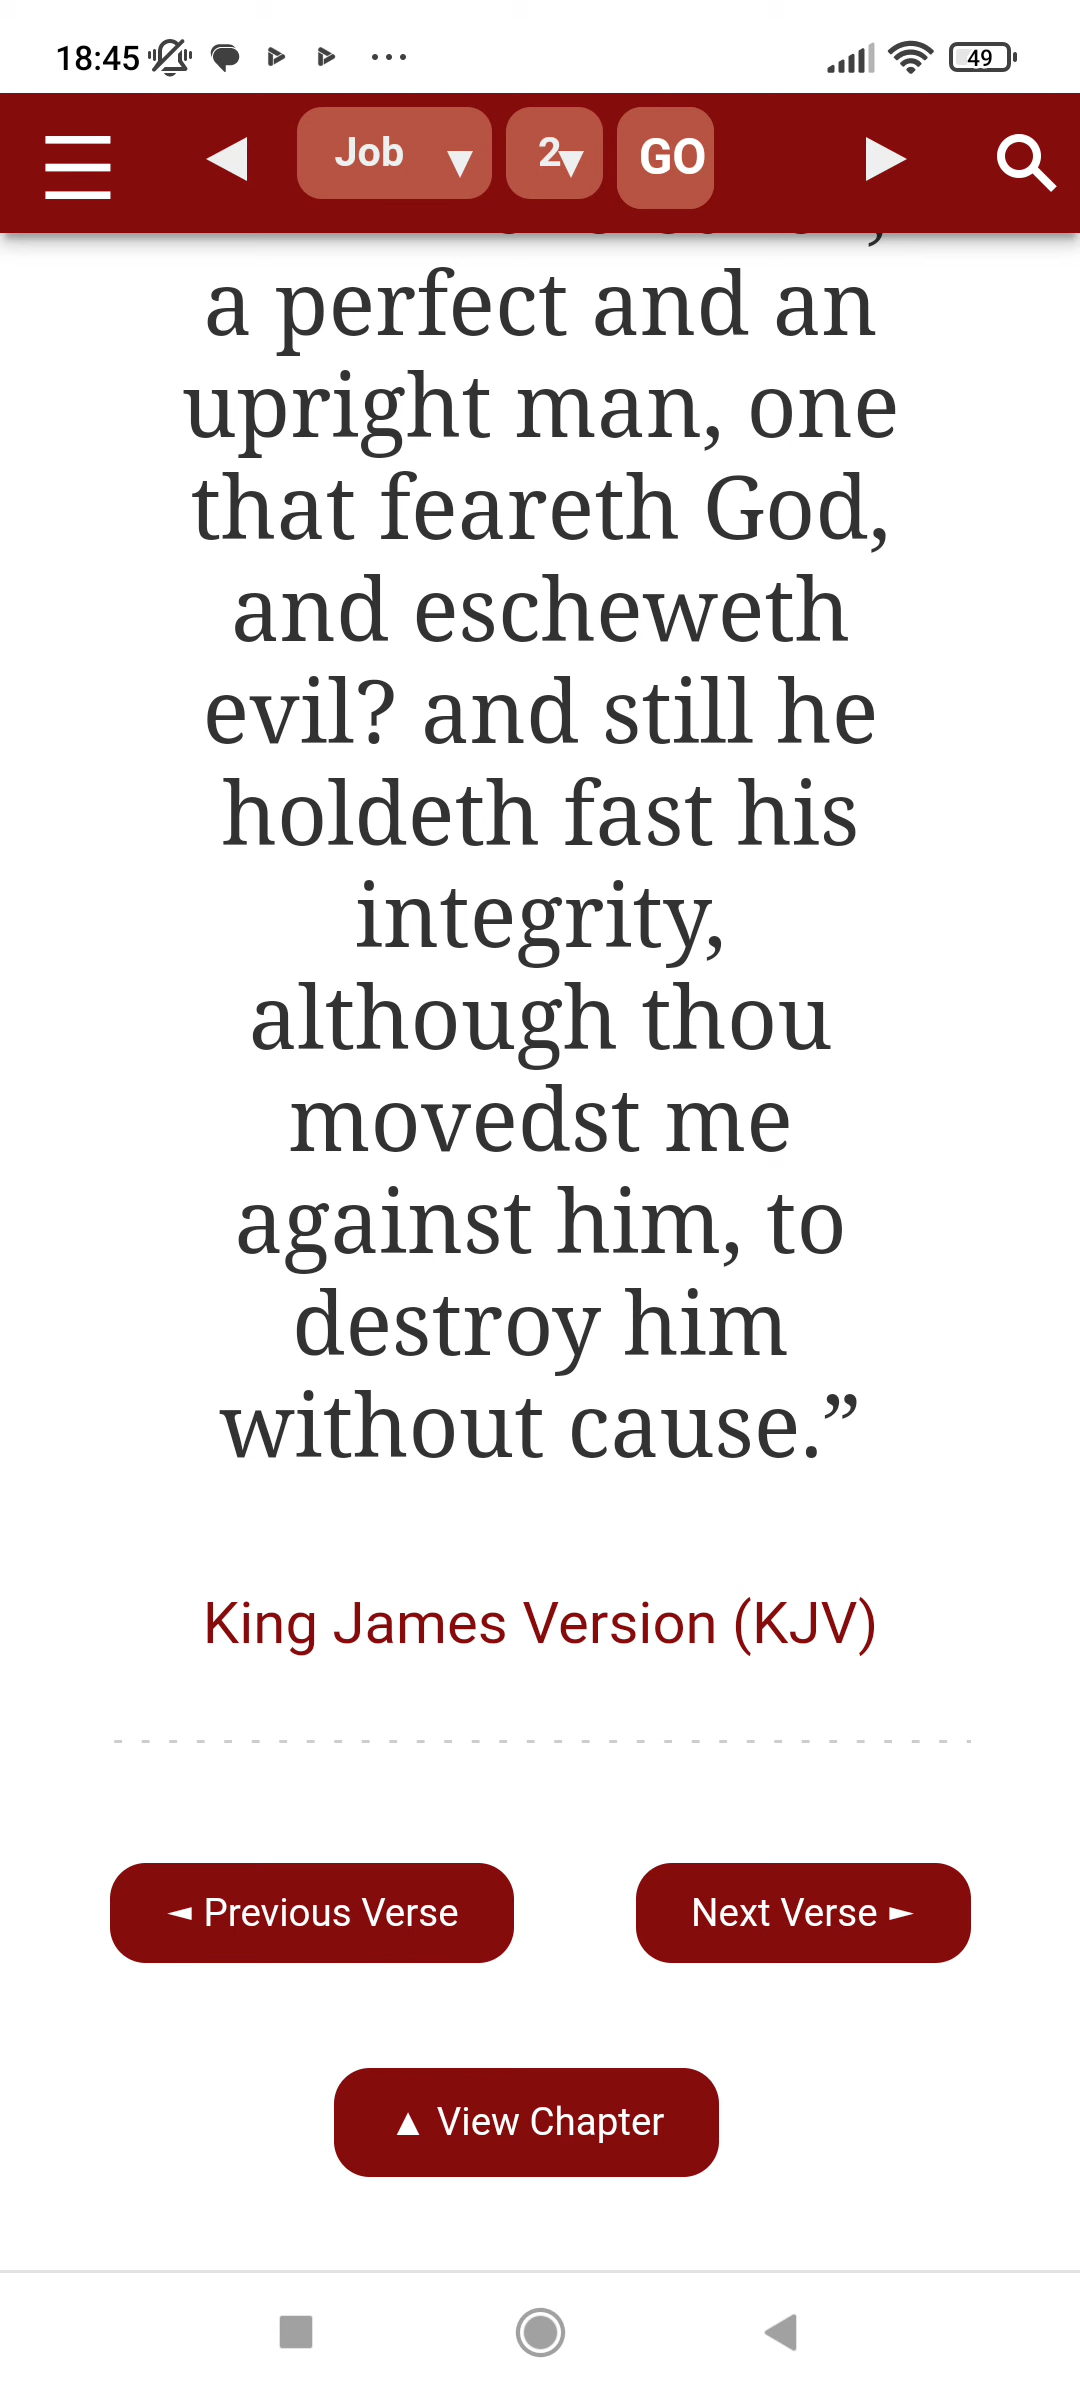 18:45
49
Job 2 GO
a perfect and an
upright man, one
that feareth God,
and escheweth
evil? and still he
holdeth fast his
integrity,
although thou
movedst me
against him, to
destroy him
without cause.”
King James Version (KJV)
◄ Previous Verse
Next Verse ►
▲ View Chapter